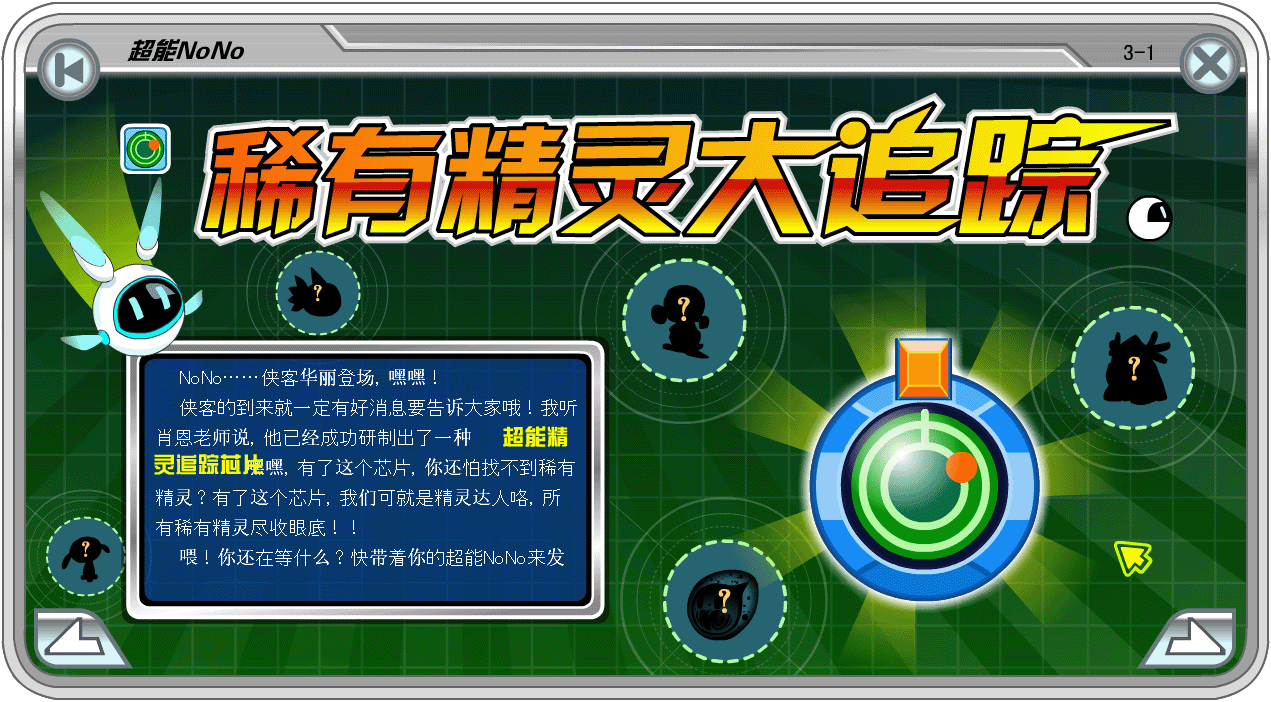 超能NoNo
3-1
稀有精灵大追踪
?
?
?
NoNo……侠客华丽登场, 嘿嘿！
侠客的到来就一定有好消息要告诉大家哦！我听
肖恩老师说, 他已经成功研制出了一种 超能精
灵追踪芯片嘿, 有了这个芯片, 你还怕找不到稀有
精灵？有了这个芯片, 我们可就是精灵达人咯, 所
有稀有精灵尽收眼底！！
喂！你还在等什么？快带着你的超能NoNo来发
?
?